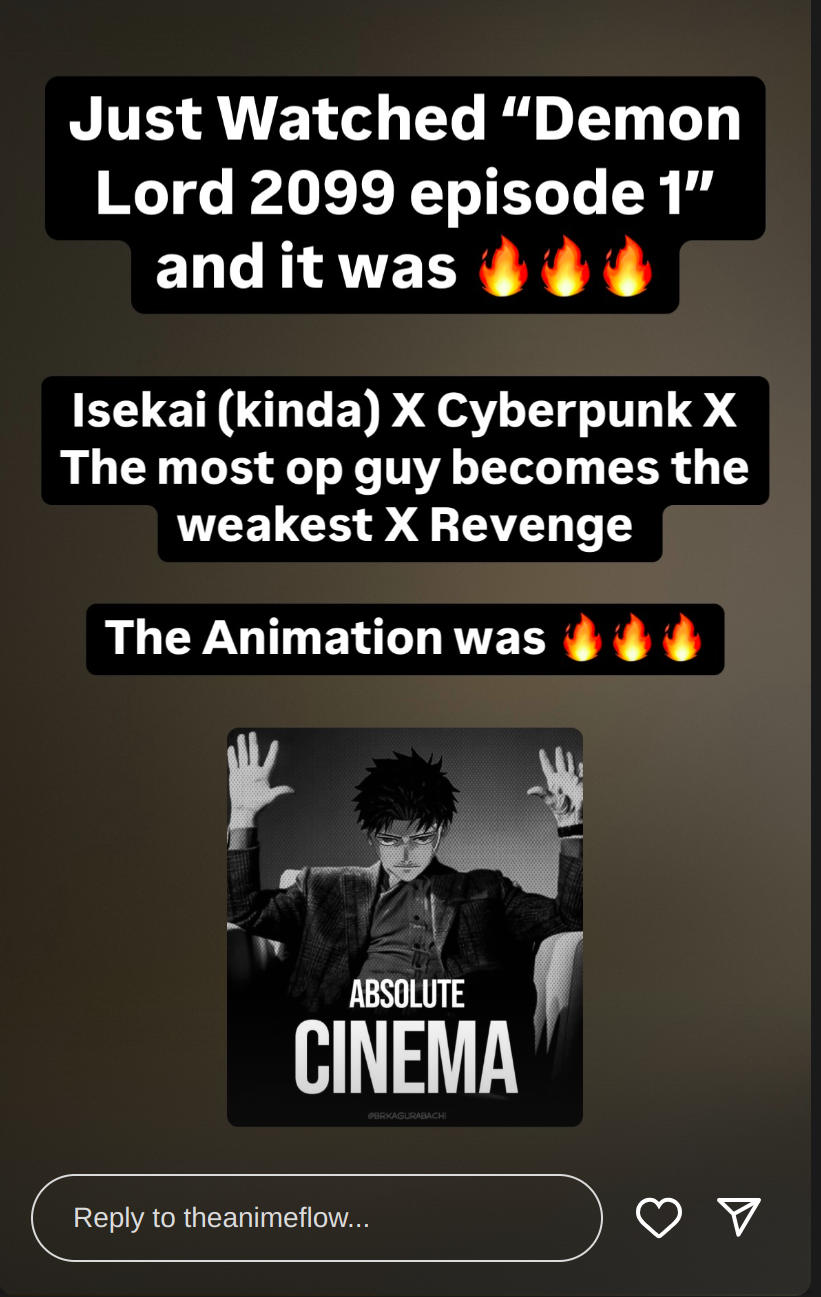 Just Watched “Demon
Lord 2099 episode 1”
and it was 🔥🔥🔥
Isekai (kinda) X Cyberpunk X
The most op guy becomes the
weakest X Revenge
The Animation was 🔥🔥🔥
ABSOLUTE
CINEMA
@BRKAGURABACHI
Reply to theanimeflow...